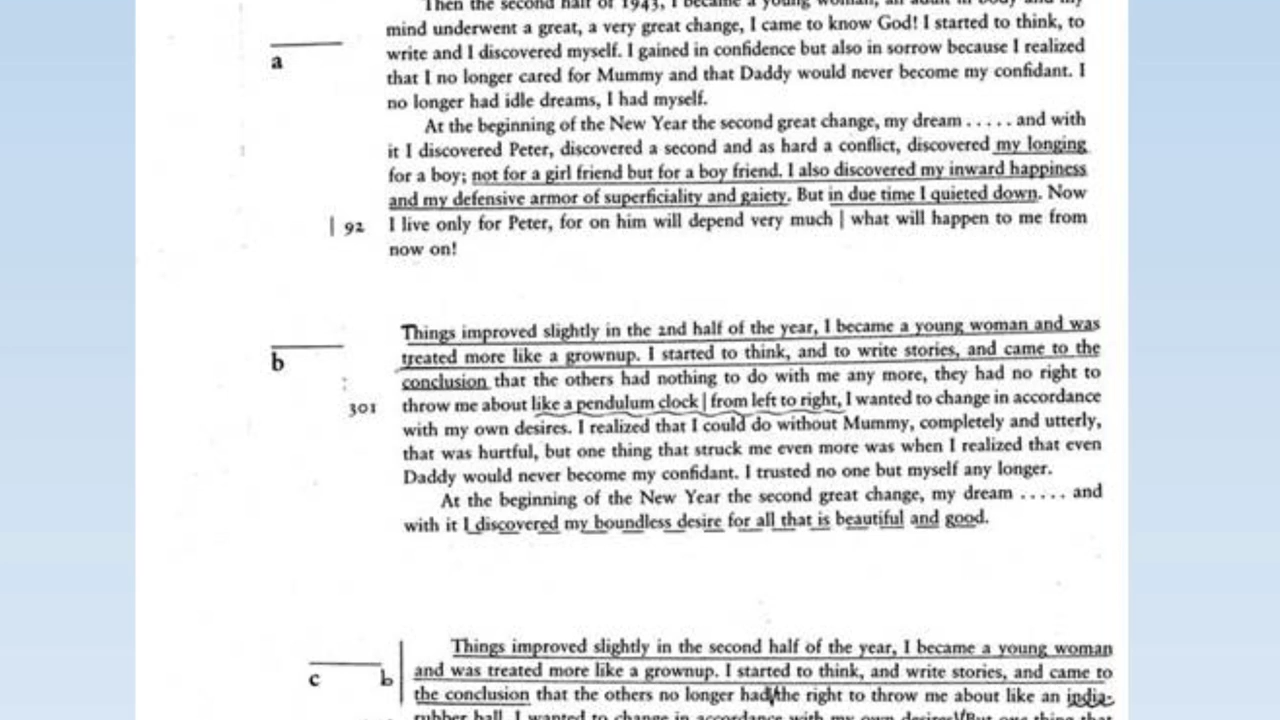 Then the second half of 1943, I became a young woman, an adult in body and my
mind underwent a great, a very great change, I came to know God! I started to think, to
a
write and I discovered myself. I gained in confidence but also in sorrow because I realized
that I no longer cared for Mummy and that Daddy would never become my confidant. I
no longer had idle dreams, I had myself.
At the beginning of the New Year the second great change, my dream ..... and with
it I discovered Peter, discovered a second and as hard a conflict, discovered my longing
for a boy; not for a girl friend but for a boy friend. I also discovered my inward happiness
and my defensive armor of superficiality and gaiety. But in due time I quieted down. Now
| 92 I live only for Peter, for on him will depend very much | what will happen to me from
now on!
Things improved slightly in the 2nd half of the year, I became a young woman and was
b treated more like a grownup. I started to think, and to write stories, and came to the
conclusion that the others had nothing to do with me any more, they had no right to
301 throw me about like a pendulum clock | from left to right, I wanted to change in accordance
with my own desires. I realized that I could do without Mummy, completely and utterly,
that was hurtful, but one thing that struck me even more was when I realized that even
Daddy would never become my confidant. I trusted no one but myself any longer.
At the beginning of the New Year the second great change, my dream ..... and
with it I discovered my boundless desire for all that is beautiful and good.
Things improved slightly in the second half of the year, I became a young woman
c b and was treated more like a grownup. I started to think, and write stories, and came to
the conclusion that the others no longer had the right to throw me about like an india-
rubber ball. I wanted to change in accordance with my own desires. But one thing that